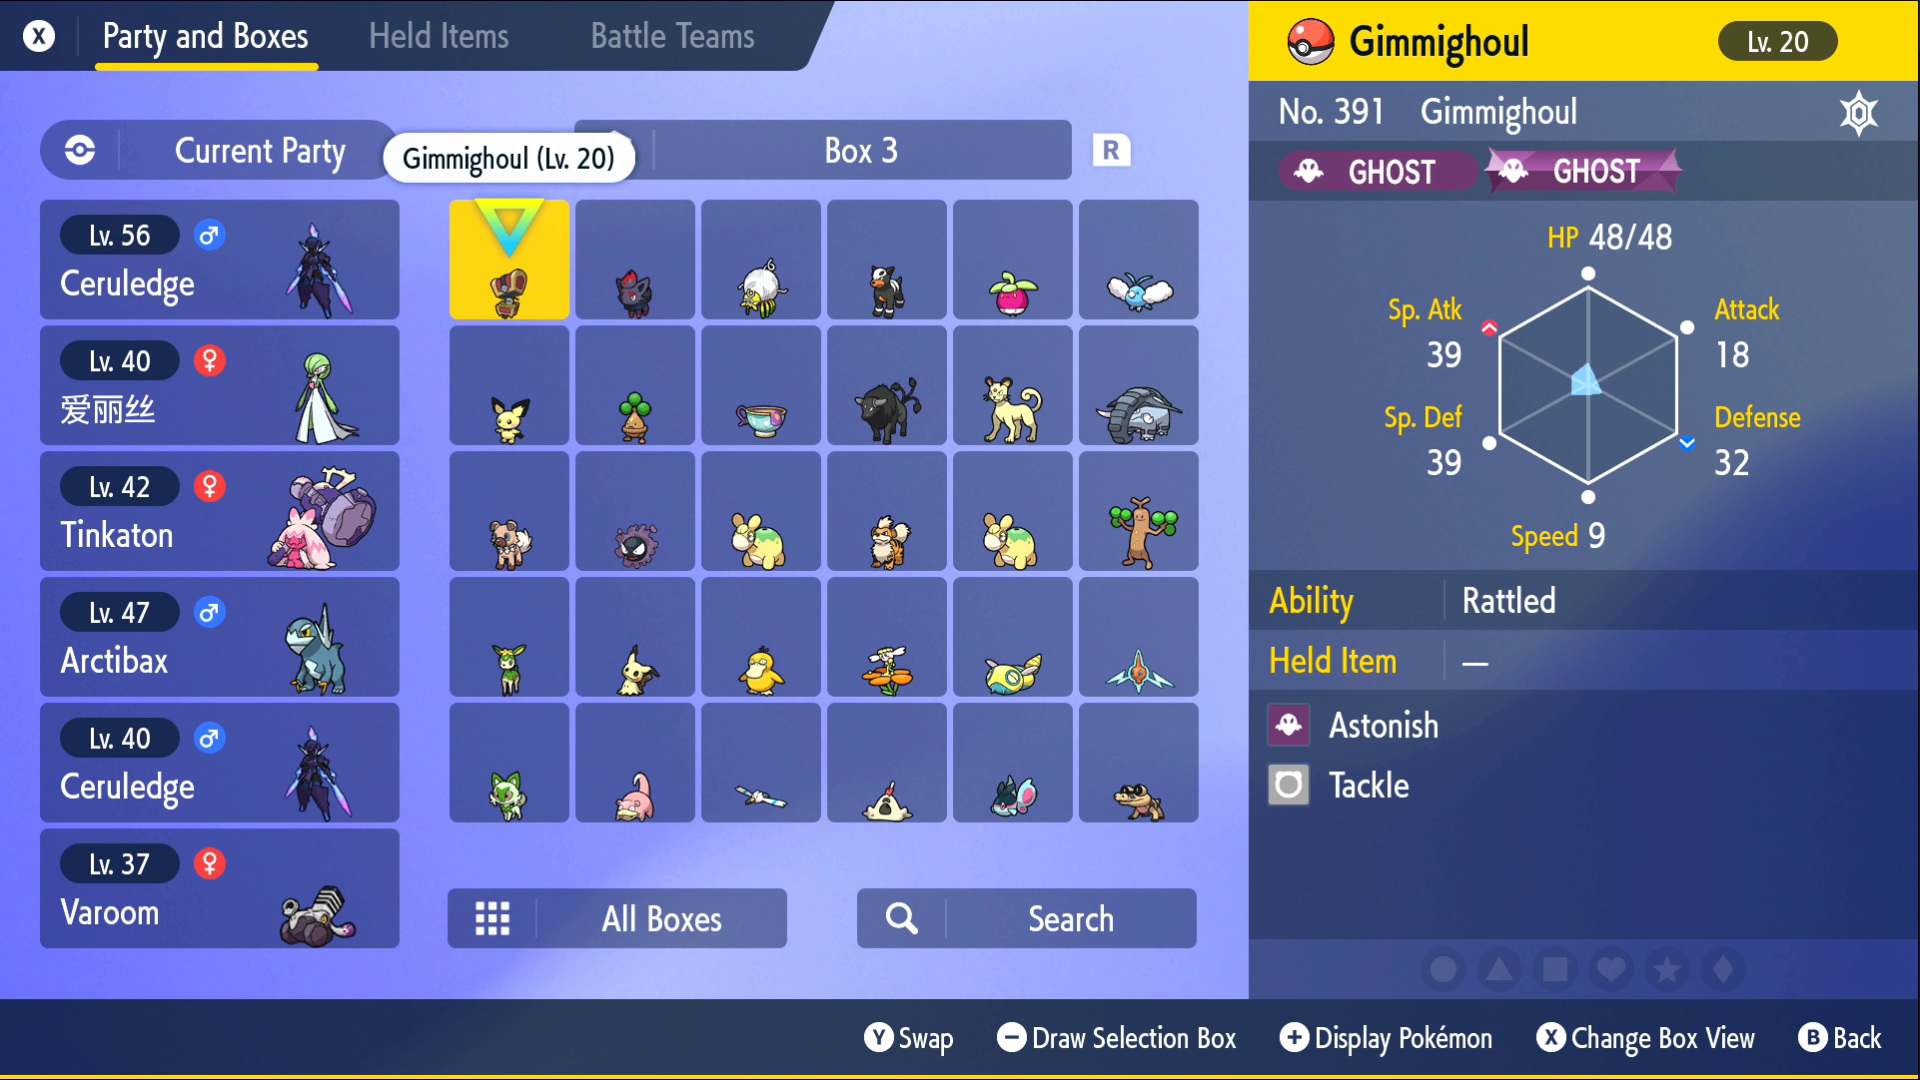 X Party and Boxes Held Items Battle Teams
Current Party
Gimmighoul (Lv. 20)
Box 3
R
Lv. 56
Ceruledge
Lv. 40
爱丽丝
Lv. 42
Tinkaton
Lv. 47
Arctibax
Lv. 40
Ceruledge
Lv. 37
Varoom
All Boxes
Search
Gimmighoul Lv. 20
No. 391 Gimmighoul
GHOST GHOST
HP 48/48
Sp. Atk
39
Attack
18
Sp. Def
39
Defense
32
Speed 9
Ability Rattled
Held Item —
Astonish
Tackle
Y Swap − Draw Selection Box + Display Pokémon X Change Box View B Back